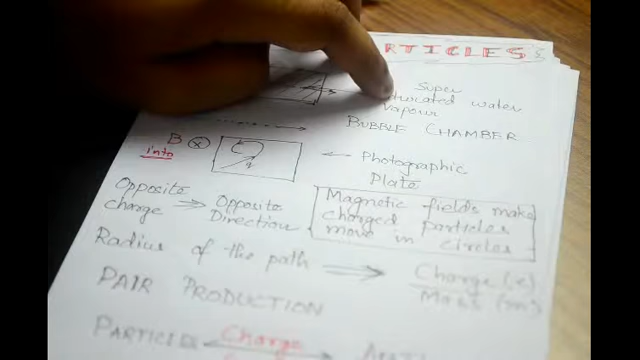 RTICLES
Super
water
Vapour
BUBBLE CHAMBER
B ⊗
into
← Photographic
Plate
Opposite charge ⇒ Opposite Direction
Magnetic fields make
charged particles
move in circles
Radius of the path ⇒ Charge (e)
Mass (m)
PAIR PRODUCTION
PARTICLES Charge